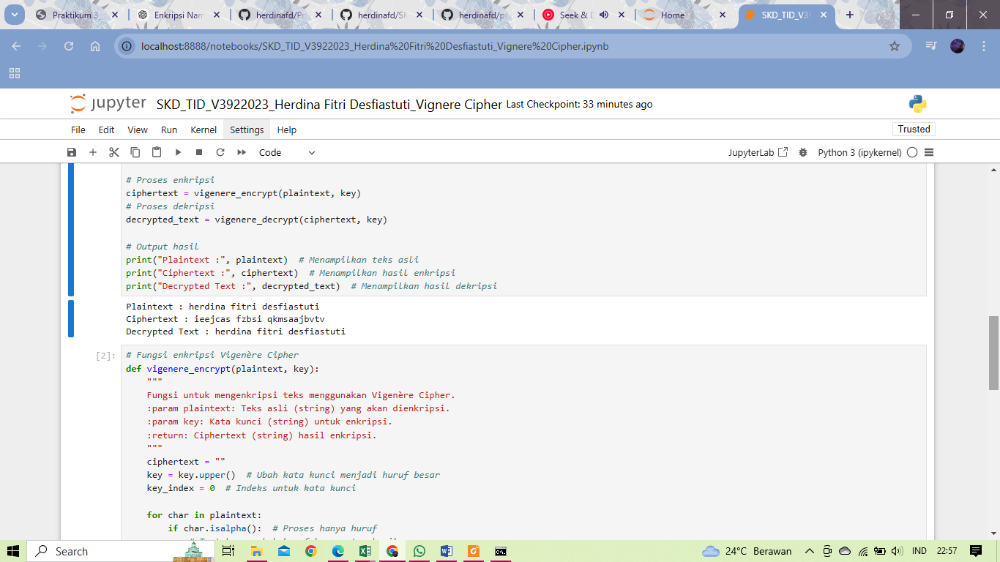 Praktikum 3
Enkripsi Nam
herdinafd/Pr
herdinafd/Sk
herdinafd/pr
Seek & D
Home
SKD_TID_V39
localhost:8888/notebooks/SKD_TID_V3922023_Herdina%20Fitri%20Desfiastuti_Vignere%20Cipher.ipynb
jupyter SKD_TID_V3922023_Herdina Fitri Desfiastuti_Vignere Cipher Last Checkpoint: 33 minutes ago
File Edit View Run Kernel Settings Help Trusted
Code JupyterLab Python 3 (ipykernel)
# Proses enkripsi
ciphertext = vigenere_encrypt(plaintext, key)
# Proses dekripsi
decrypted_text = vigenere_decrypt(ciphertext, key)
# Output hasil
print("Plaintext :", plaintext)  # Menampilkan teks asli
print("Ciphertext :", ciphertext)  # Menampilkan hasil enkripsi
print("Decrypted Text :", decrypted_text)  # Menampilkan hasil dekripsi
Plaintext : herdina fitri desfiastuti
Ciphertext : ieejcas fzbsi qkmsaajbvtv
Decrypted Text : herdina fitri desfiastuti
[2]: # Fungsi enkripsi Vigenère Cipher
def vigenere_encrypt(plaintext, key):
"""
Fungsi untuk mengenkripsi teks menggunakan Vigenère Cipher.
:param plaintext: Teks asli (string) yang akan dienkripsi.
:param key: Kata kunci (string) untuk enkripsi.
:return: Ciphertext (string) hasil enkripsi.
"""
ciphertext = ""
key = key.upper()  # Ubah kata kunci menjadi huruf besar
key_index = 0  # Indeks untuk kata kunci
for char in plaintext:
if char.isalpha():  # Proses hanya huruf
Search 24°C Berawan IND 22:57